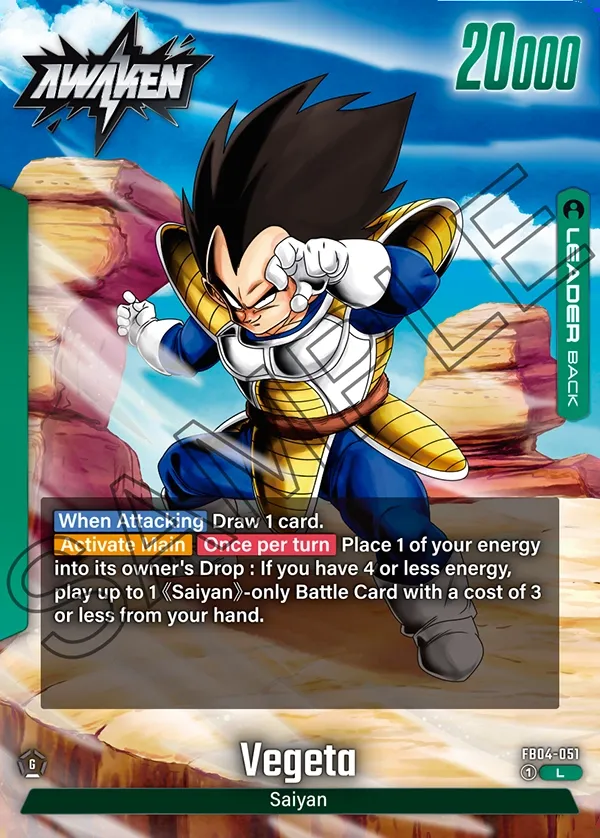 AWAKEN
20000
LEADER BACK
When Attacking Draw 1 card.
Activate Main Once per turn Place 1 of your energy
into its owner's Drop : If you have 4 or less energy,
play up to 1 《Saiyan》-only Battle Card with a cost of 3
or less from your hand.
SAMPLE
G
Vegeta
FB04-051
1 L
Saiyan